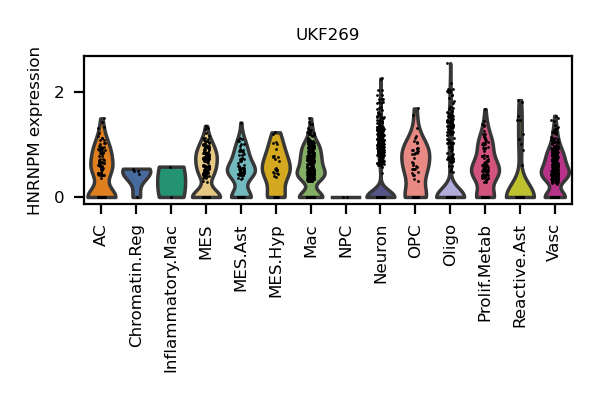 UKF269
HNRNPM expression
2
0
AC
Chromatin.Reg
Inflammatory.Mac
MES
MES.Ast
MES.Hyp
Mac
NPC
Neuron
OPC
Oligo
Prolif.Metab
Reactive.Ast
Vasc